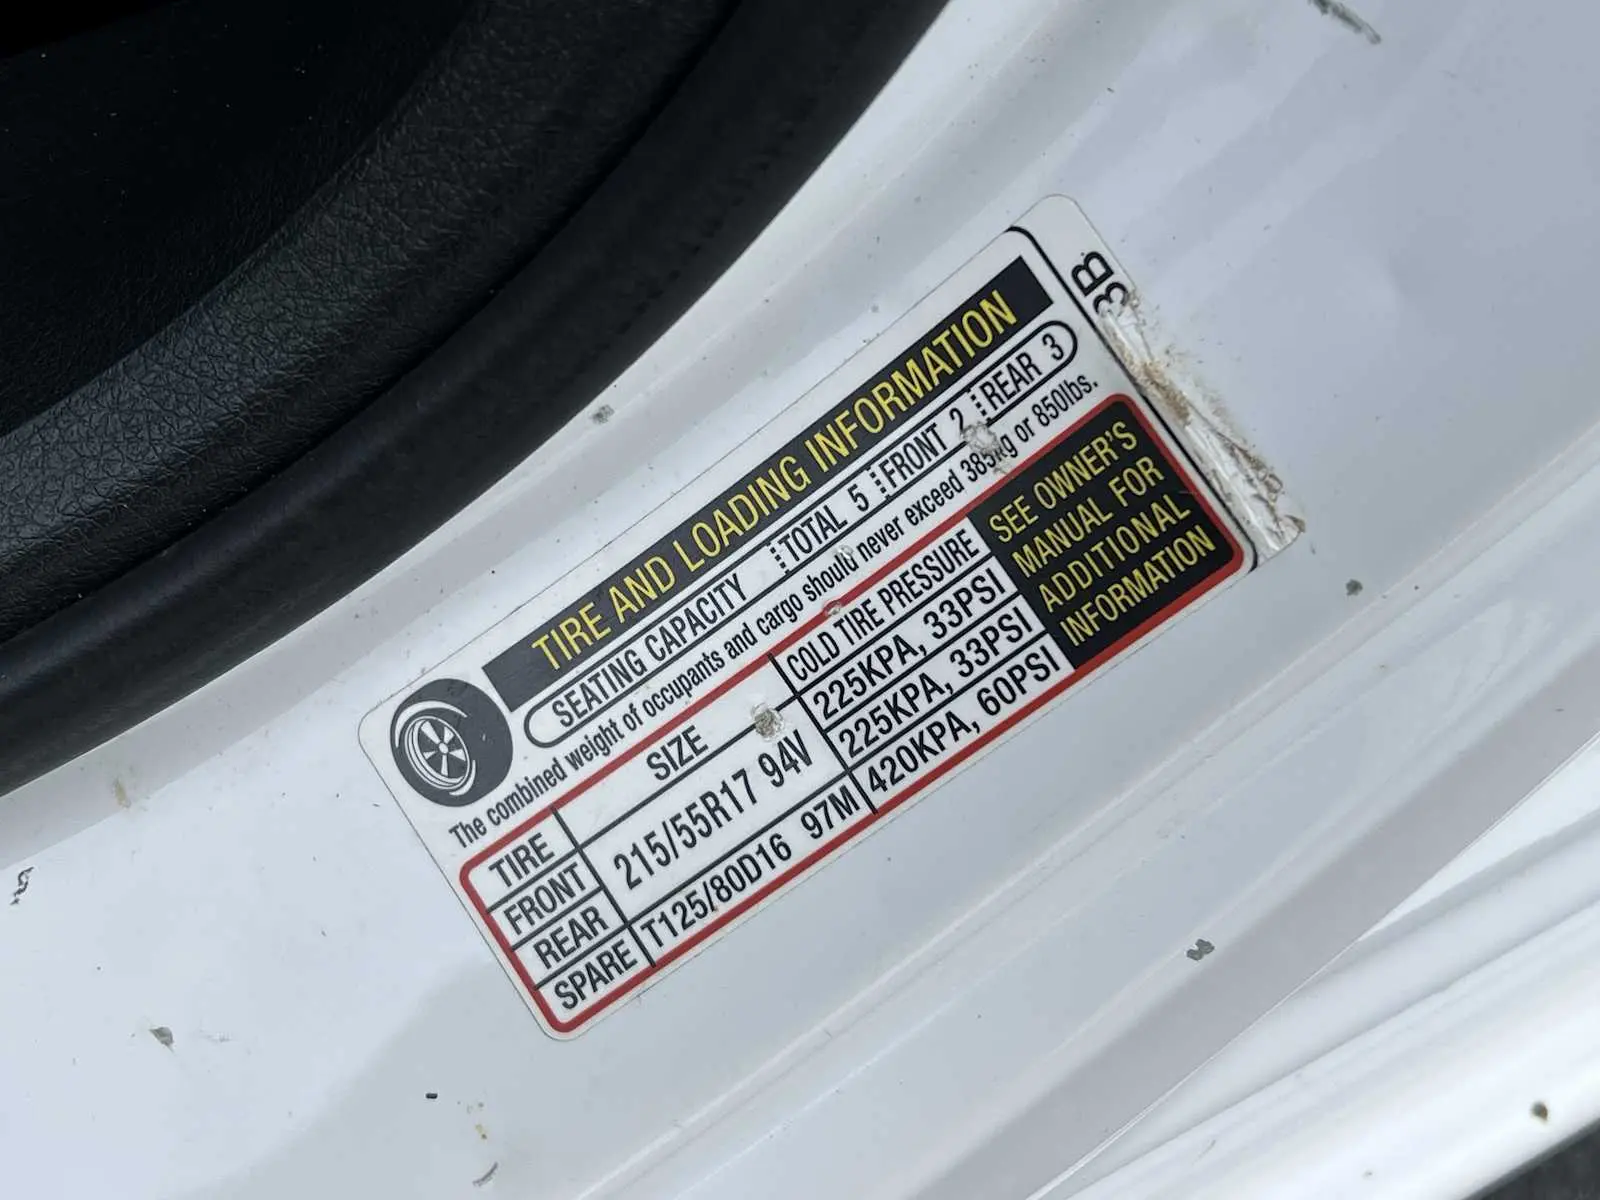 3B
TIRE AND LOADING INFORMATION
SEATING CAPACITY TOTAL 5 FRONT 2 REAR 3
The combined weight of occupants and cargo should never exceed 385kg or 850lbs.
TIRE SIZE COLD TIRE PRESSURE
FRONT 215/55R17 94V 225KPA, 33PSI
REAR 225KPA, 33PSI
SPARE T125/80D16 97M 420KPA, 60PSI
SEE OWNER'S
MANUAL FOR
ADDITIONAL
INFORMATION